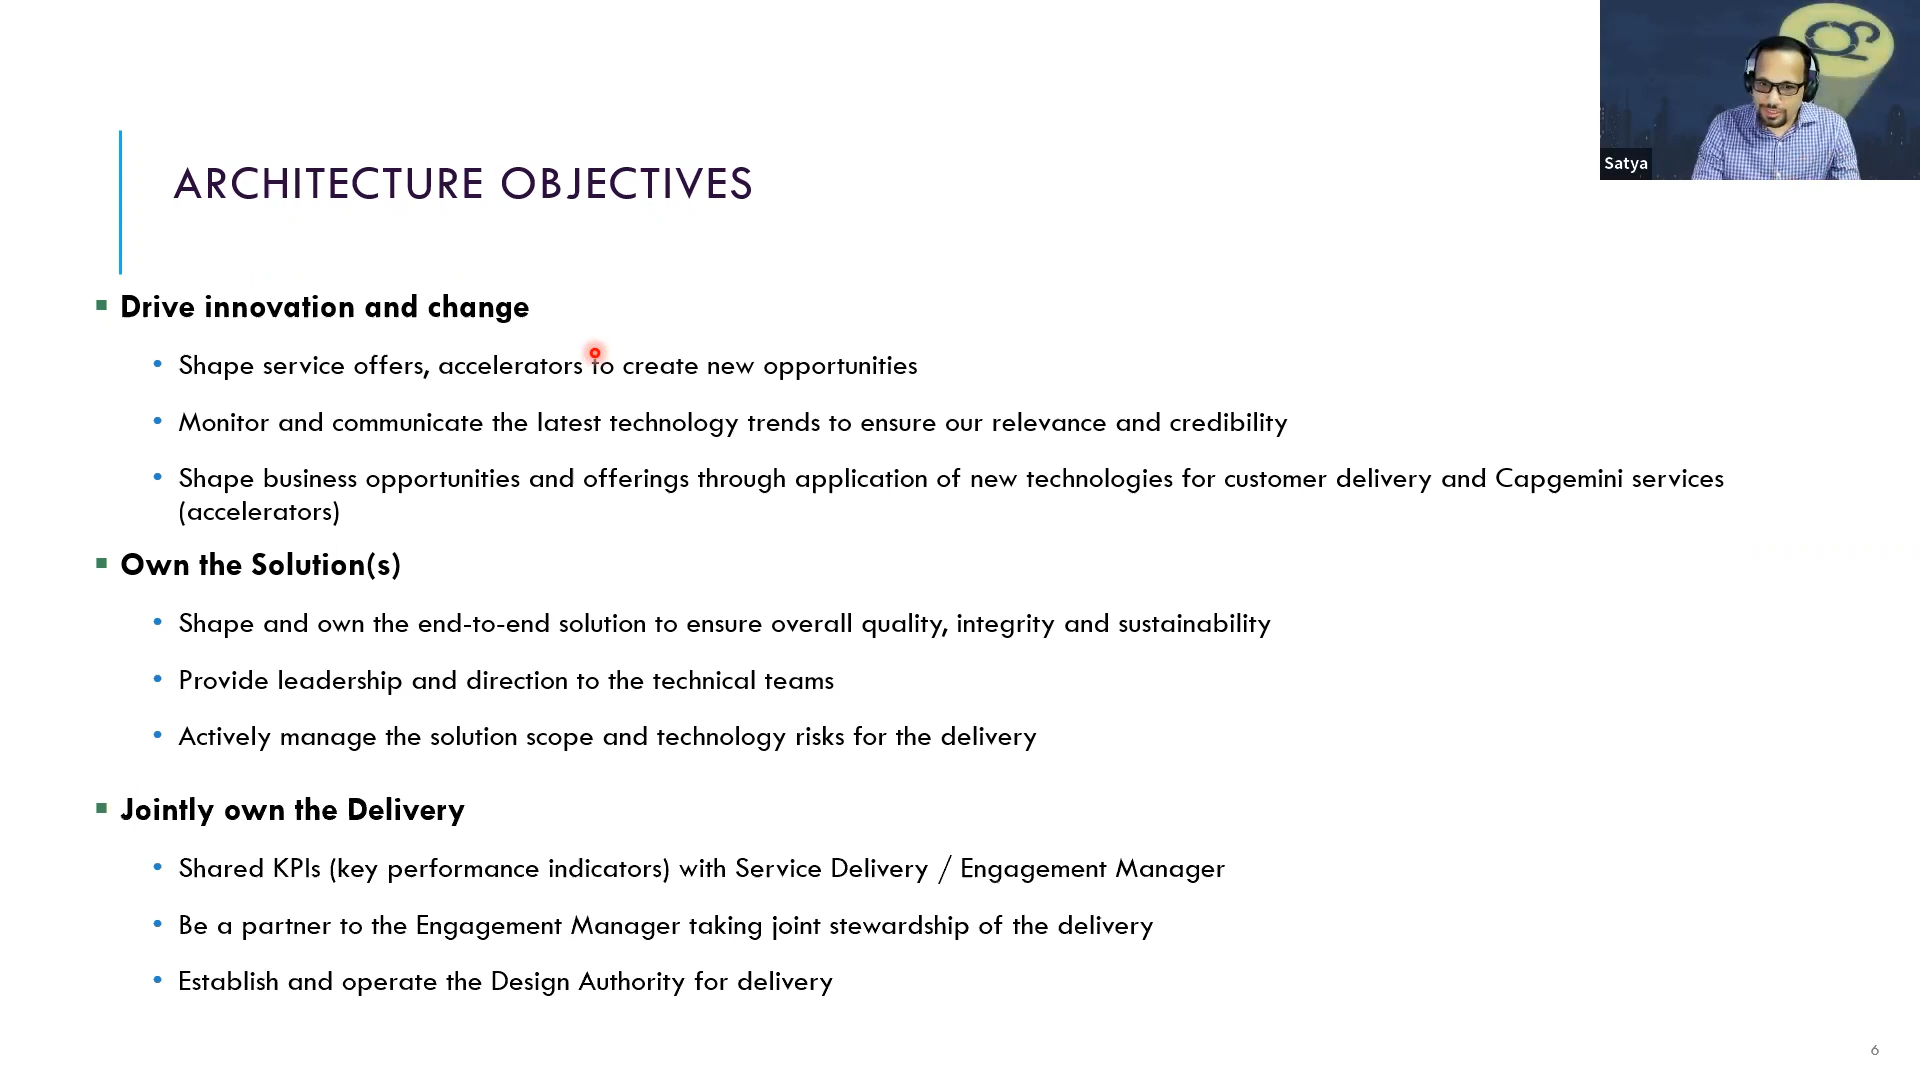 Satya
ARCHITECTURE OBJECTIVES
Drive innovation and change
Shape service offers, accelerators to create new opportunities
Monitor and communicate the latest technology trends to ensure our relevance and credibility
Shape business opportunities and offerings through application of new technologies for customer delivery and Capgemini services
(accelerators)
Own the Solution(s)
Shape and own the end-to-end solution to ensure overall quality, integrity and sustainability
Provide leadership and direction to the technical teams
Actively manage the solution scope and technology risks for the delivery
Jointly own the Delivery
Shared KPIs (key performance indicators) with Service Delivery / Engagement Manager
Be a partner to the Engagement Manager taking joint stewardship of the delivery
Establish and operate the Design Authority for delivery
6